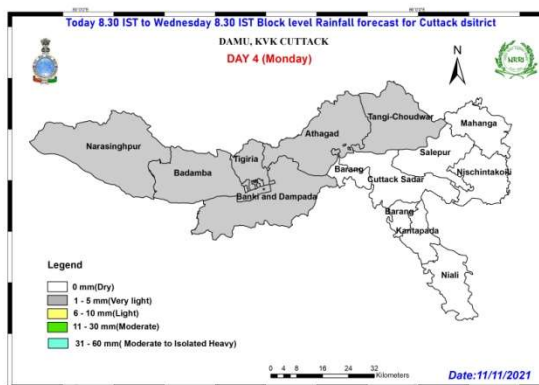 Today 8.30 IST to Wednesday 8.30 IST Block level Rainfall forecast for Cuttack dsitrict
DAMU, KVK CUTTACK
DAY 4 (Monday)
N
NRRI
Tangi-Choudwar
Mahanga
Athagad
Narasinghpur
Salepur
Tigiria
Badamba
Barang
Nischintakoili
Cuttack Sadar
Banki and Dampada
Barang
Kantapada
Niali
Legend
0 mm(Dry)
1 - 5 mm(Very light)
6 - 10 mm(Light)
11 - 30 mm(Moderate)
31 - 60 mm( Moderate to Isolated Heavy)
0 4 8 16 24 32
Kilometers
Date:11/11/2021